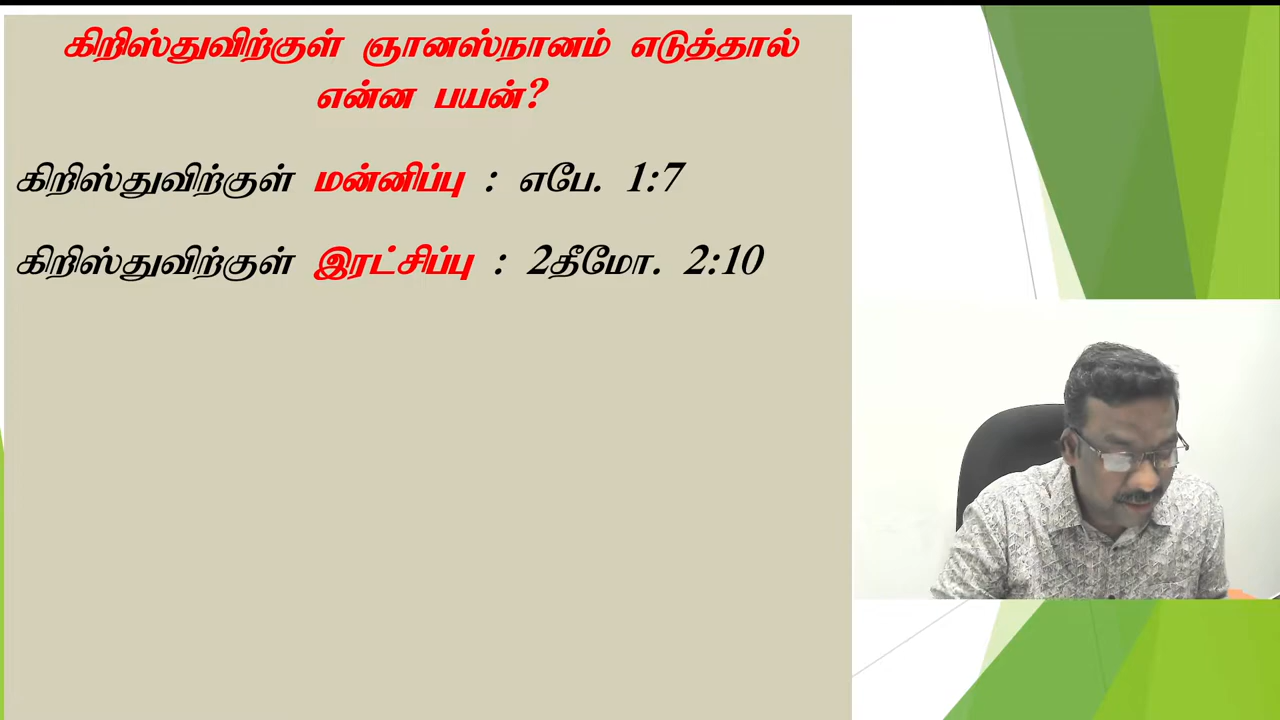 கிறிஸ்துவிற்குள் ஞானஸ்நானம் எடுத்தால்
என்ன பயன்?
கிறிஸ்துவிற்குள் மன்னிப்பு : எபே. 1:7
கிறிஸ்துவிற்குள் இரட்சிப்பு : 2தீமோ. 2:10